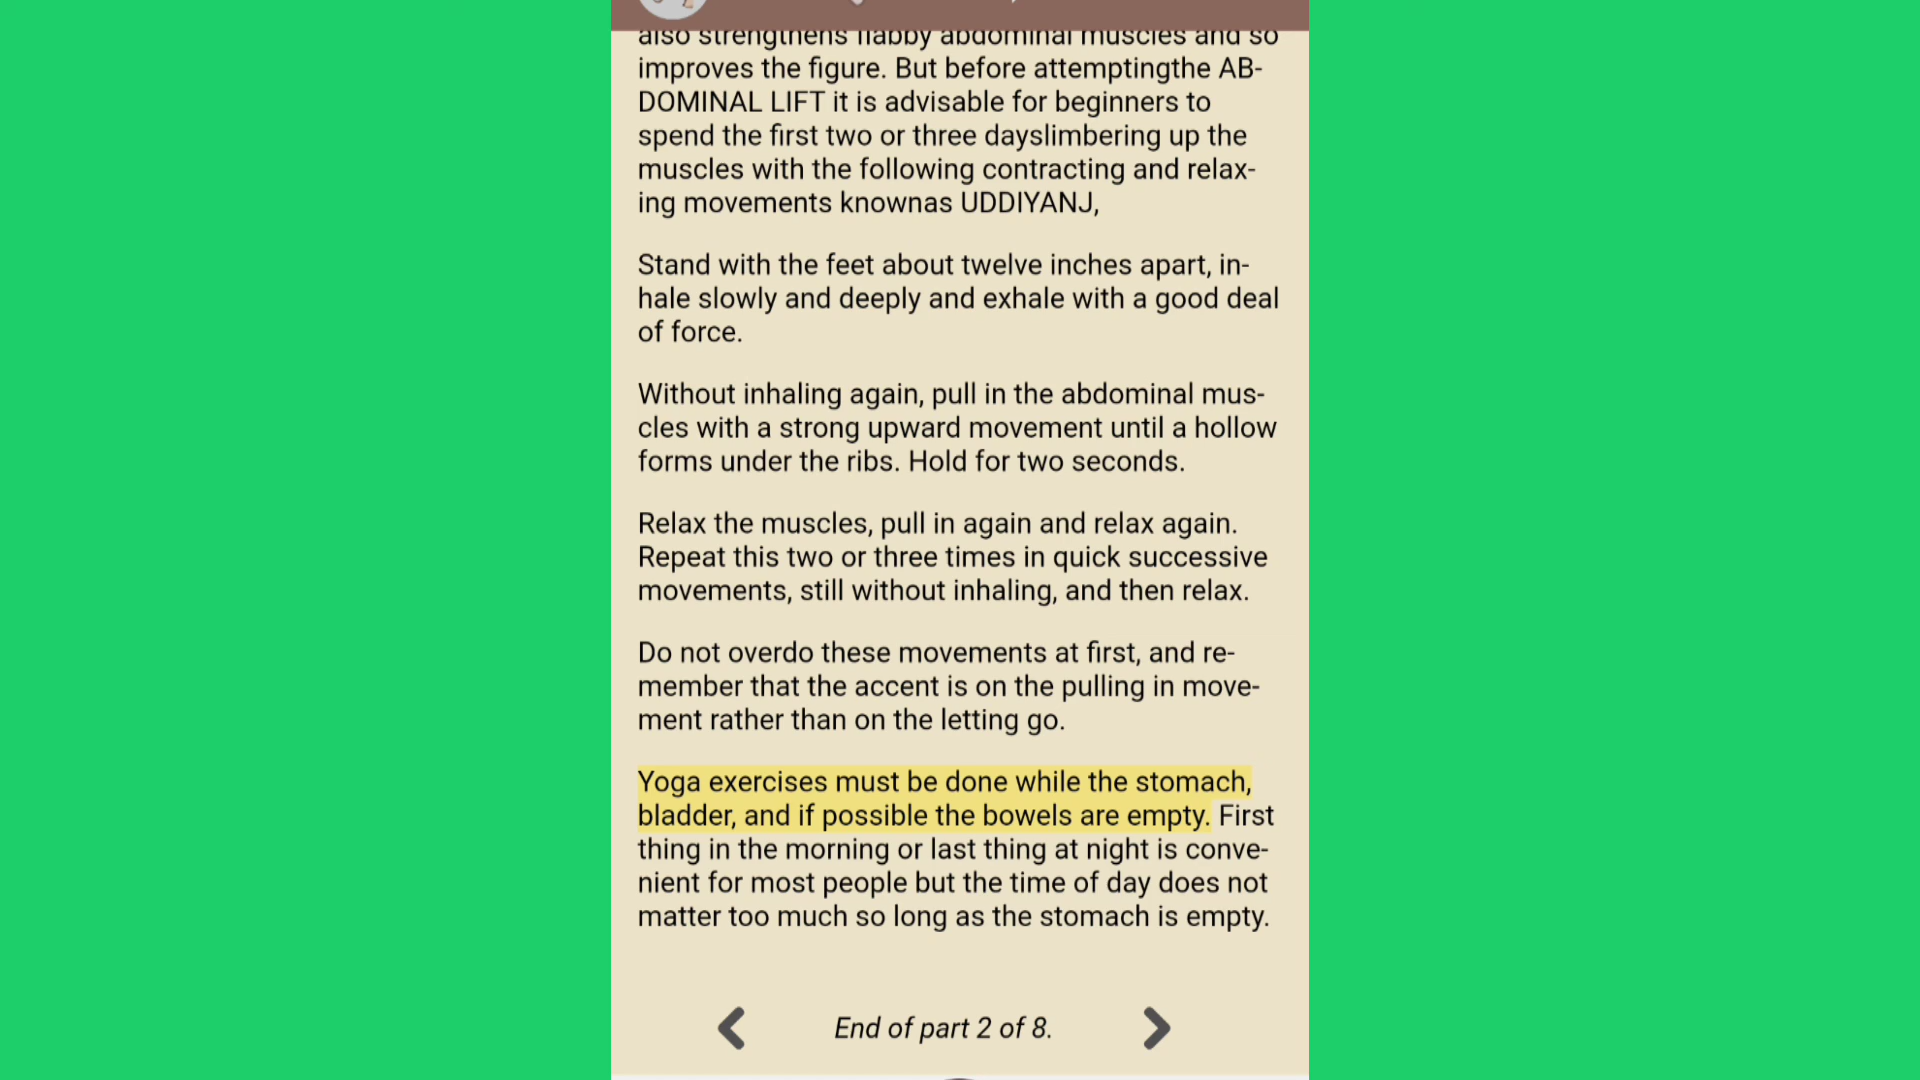 also strengthens flabby abdominal muscles and so
improves the figure. But before attemptingthe AB-
DOMINAL LIFT it is advisable for beginners to
spend the first two or three dayslimbering up the
muscles with the following contracting and relax-
ing movements knownas UDDIYANJ,
Stand with the feet about twelve inches apart, in-
hale slowly and deeply and exhale with a good deal
of force.
Without inhaling again, pull in the abdominal mus-
cles with a strong upward movement until a hollow
forms under the ribs. Hold for two seconds.
Relax the muscles, pull in again and relax again.
Repeat this two or three times in quick successive
movements, still without inhaling, and then relax.
Do not overdo these movements at first, and re-
member that the accent is on the pulling in move-
ment rather than on the letting go.
Yoga exercises must be done while the stomach,
bladder, and if possible the bowels are empty. First
thing in the morning or last thing at night is conve-
nient for most people but the time of day does not
matter too much so long as the stomach is empty.
End of part 2 of 8.